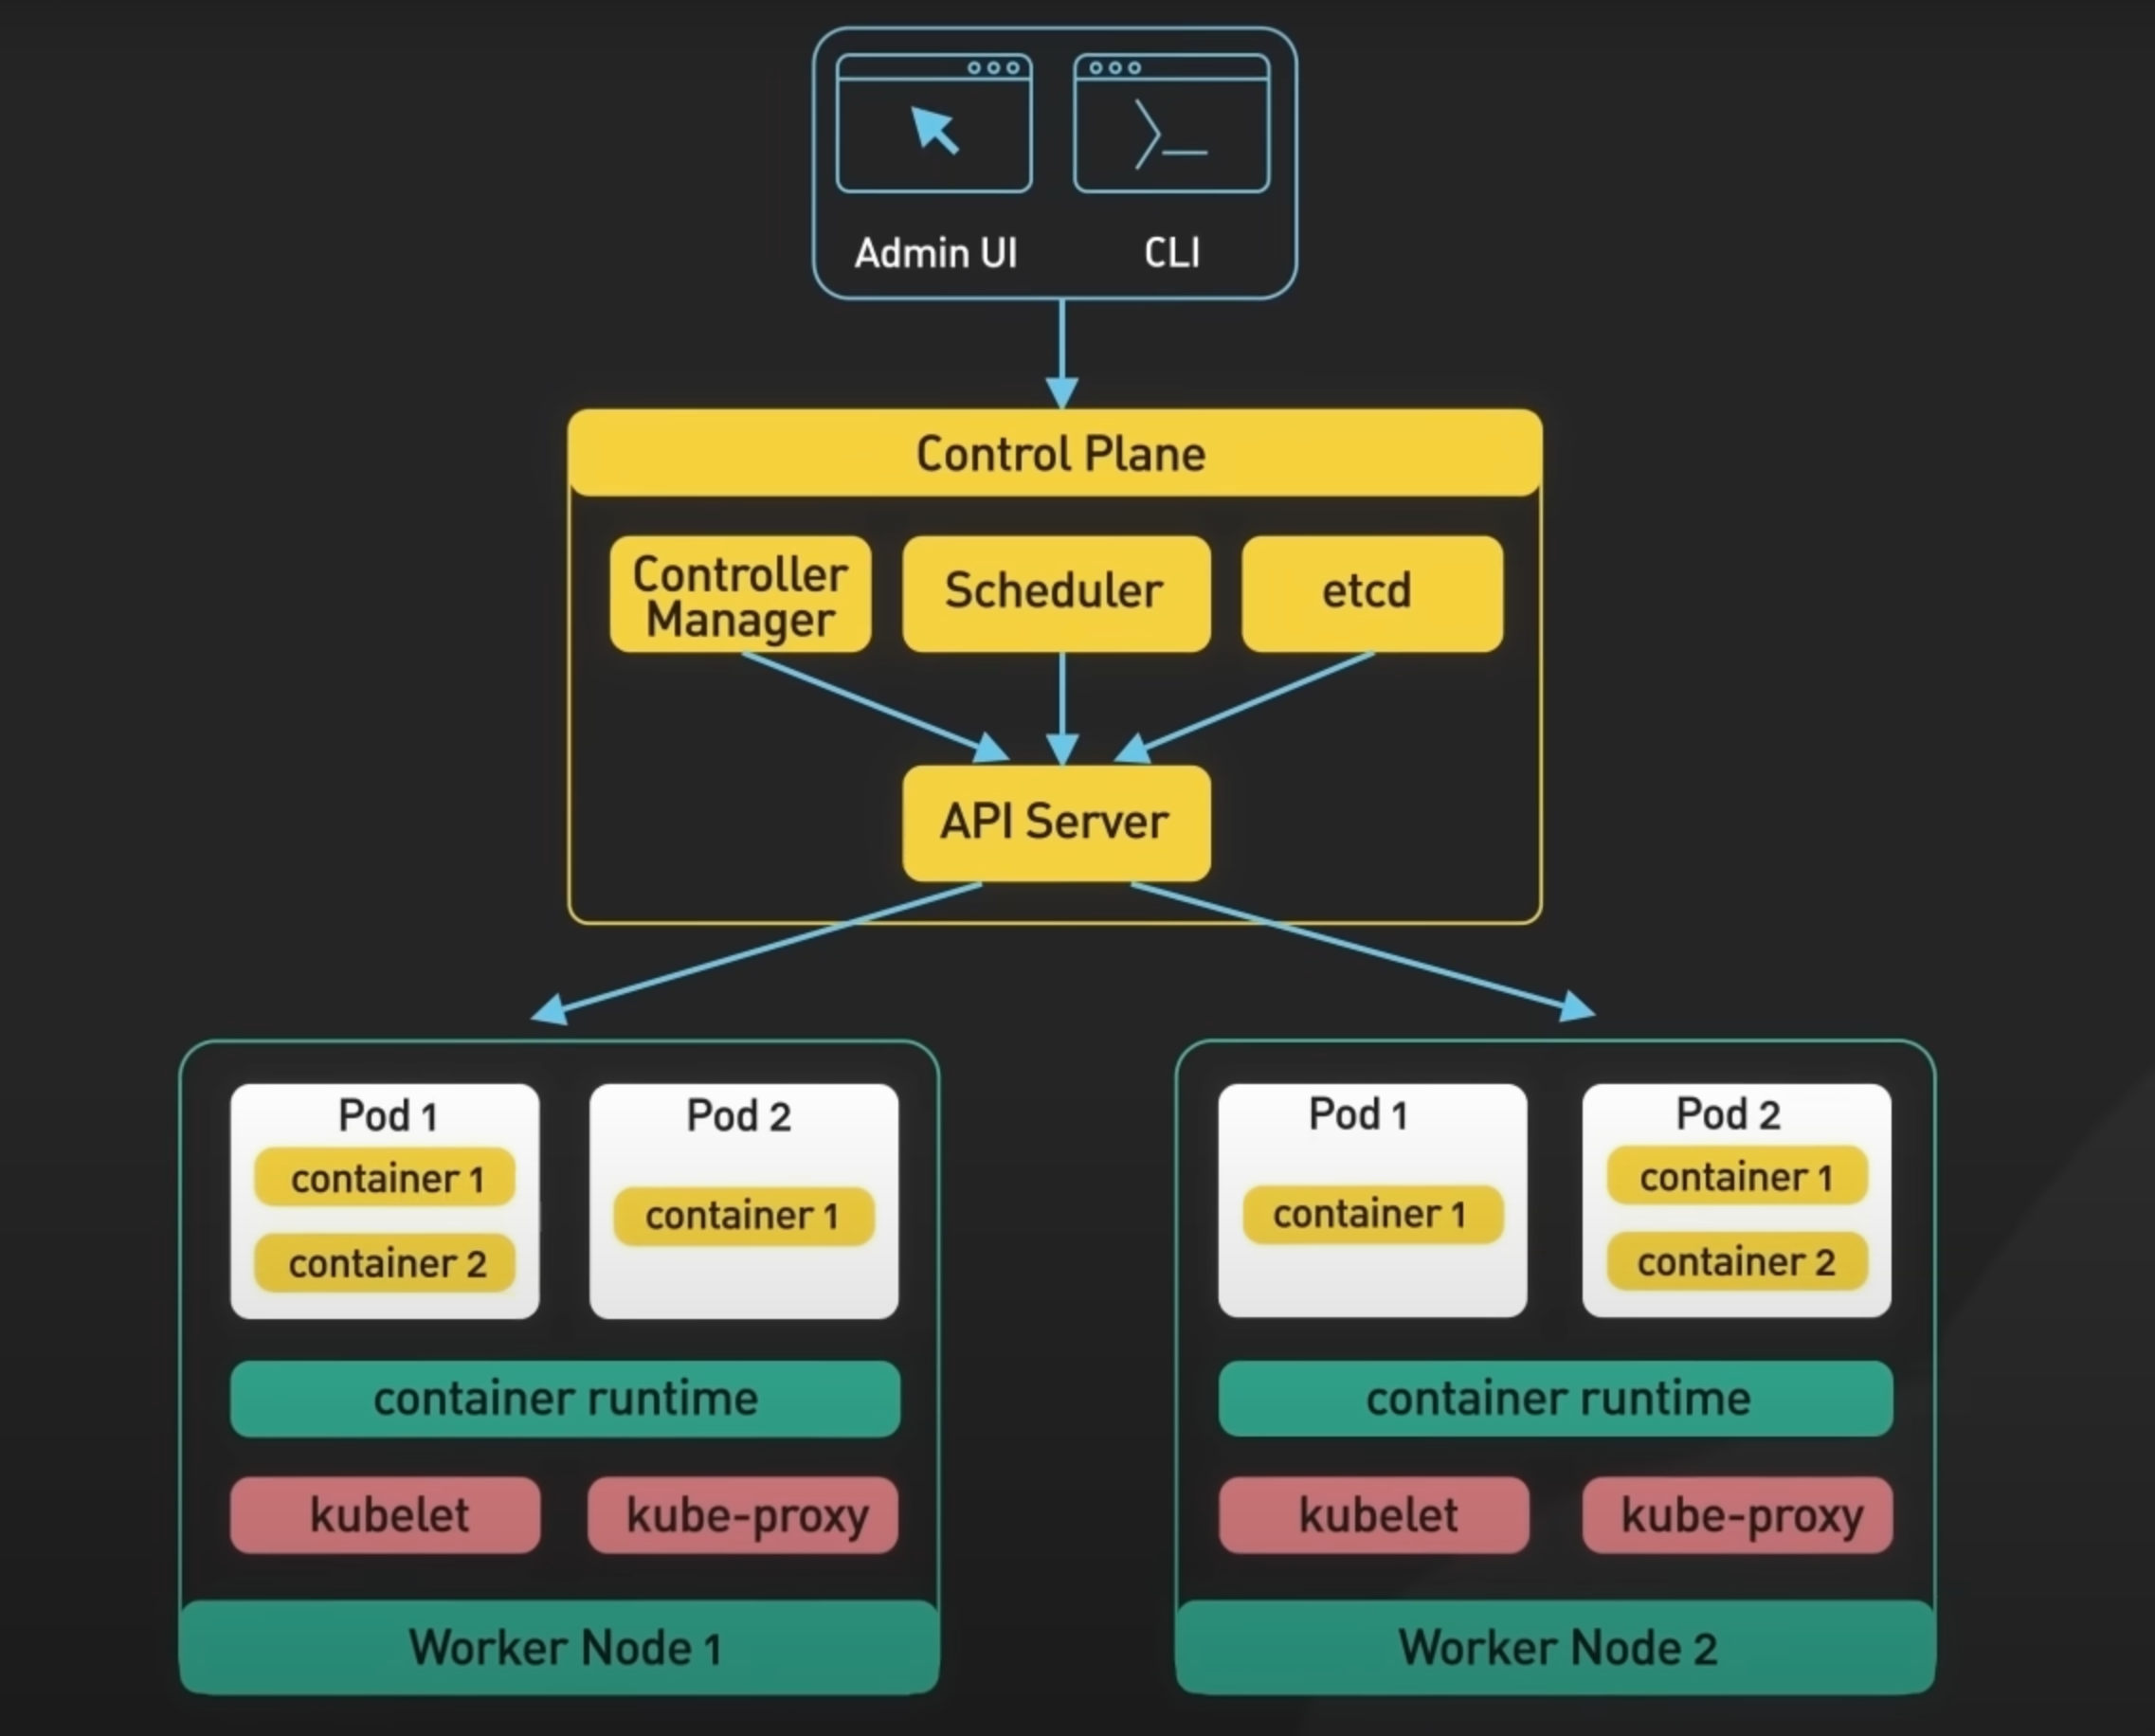 Admin UI
CLI
Control Plane
Controller
Manager
Scheduler
etcd
API Server
Pod 1
container 1
container 2
Pod 2
container 1
container runtime
kubelet
kube-proxy
Worker Node 1
Pod 1
container 1
Pod 2
container 1
container 2
container runtime
kubelet
kube-proxy
Worker Node 2